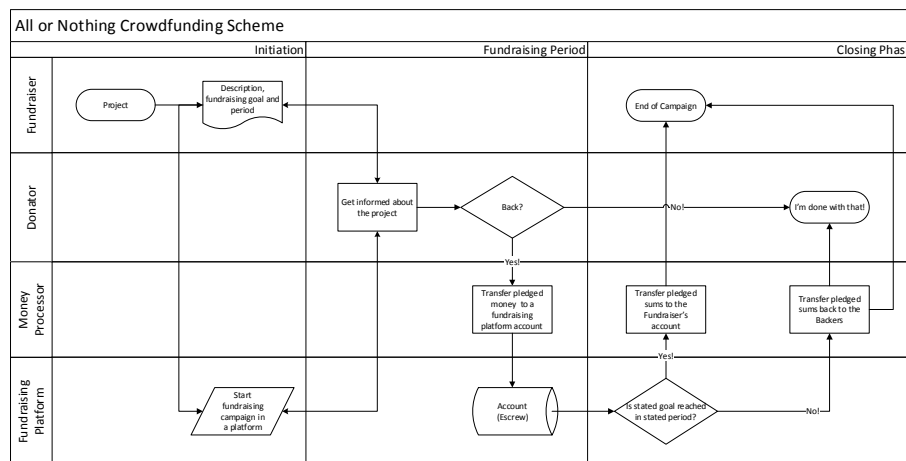 All or Nothing Crowdfunding Scheme
Initiation
Fundraising Period
Closing Phas
Fundraiser
Project
Description,
fundraising goal and
period
End of Campaign
Donator
Get informed about
the project
Back?
No!
I'm done with that!
Yes!
Money
Processor
Transfer pledged
money to a
fundraising
platform account
Transfer pledged
sums to the
Fundraiser's
account
Transfer pledged
sums back to the
Backers
Yes!
Fundraising
Platform
Start
fundraising
campaign in
a platform
Account
(Escrew)
Is stated goal reached
in stated period?
No!